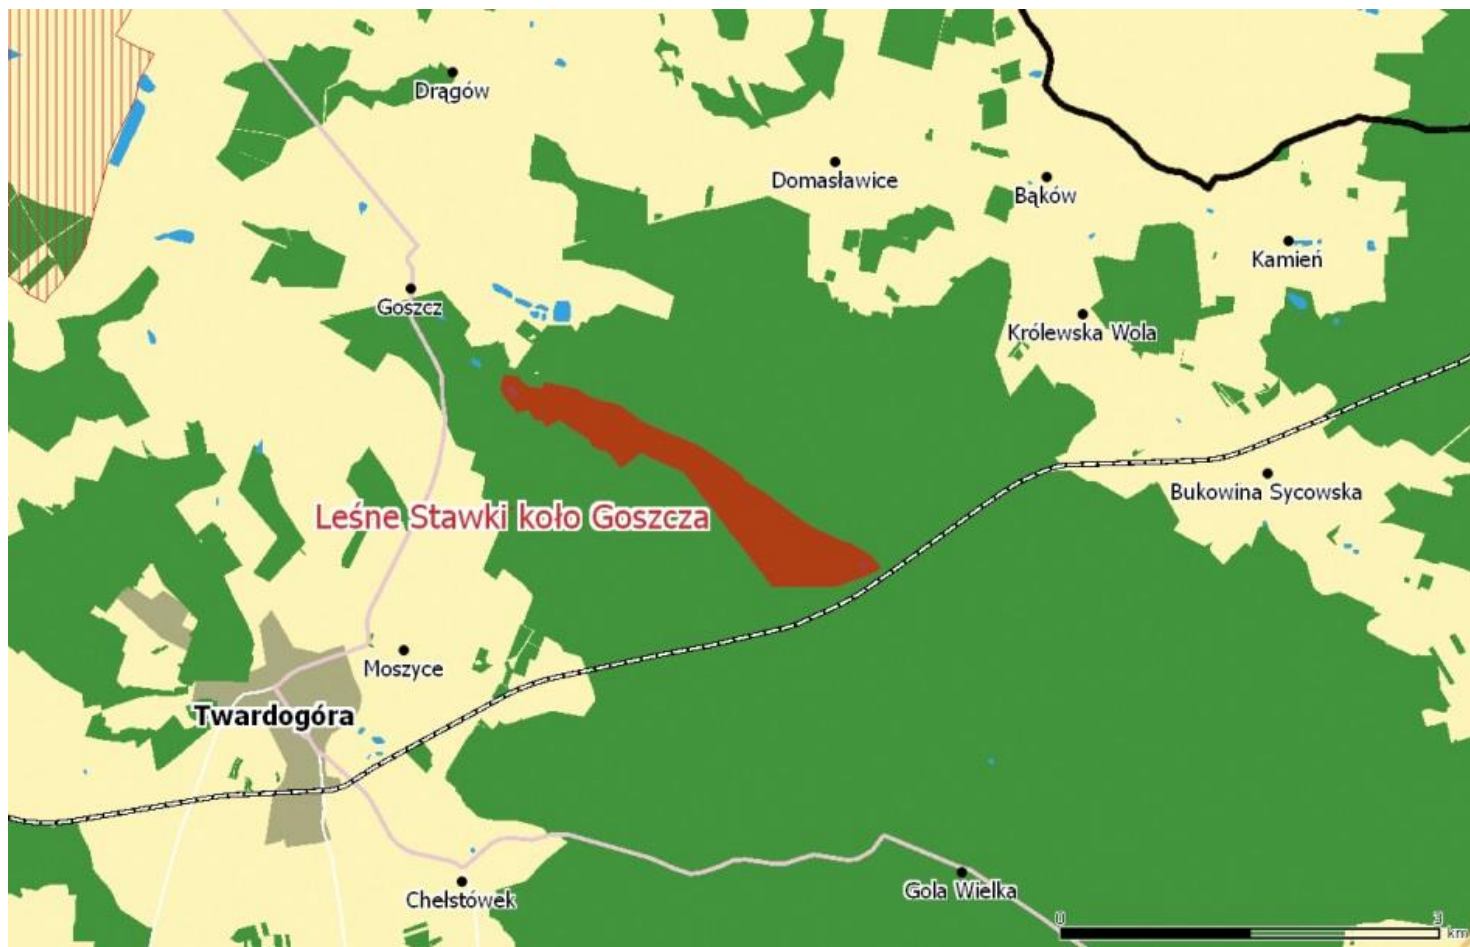 Drągów
Domasławice
Bąków
Kamień
Goszcz
Królewska Wola
Bukowina Sycowska
Leśne Stawki koło Goszcza
Moszyce
Twardogóra
Chełstówek
Gola Wielka
0 3
km